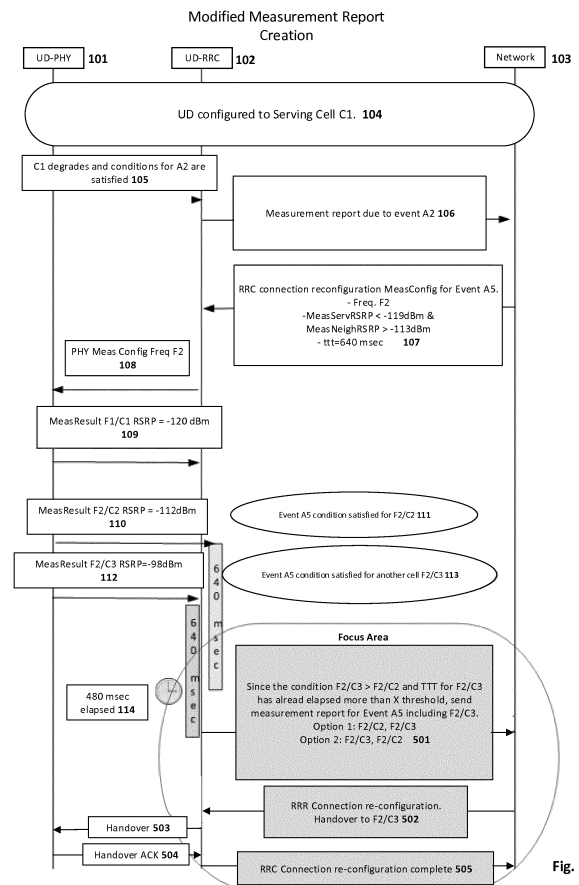 Modified Measurement Report
Creation
UD-PHY 101
UD-RRC 102
Network 103
UD configured to Serving Cell C1. 104
C1 degrades and conditions for A2 are
satisfied 105
Measurement report due to event A2 106
RRC connection reconfiguration MeasConfig for Event A5.
- Freq. F2
-MeasServRSRP < -119dBm &
MeasNeighRSRP > -113dBm
- ttt=640 msec 107
PHY Meas Config Freq F2
108
MeasResult F1/C1 RSRP = -120 dBm
109
MeasResult F2/C2 RSRP = -112dBm
110
Event A5 condition satisfied for F2/C2 111
MeasResult F2/C3 RSRP=-98dBm
112
Event A5 condition satisfied for another cell F2/C3 113
640 msec
640 msec
Focus Area
480 msec
elapsed 114
Since the condition F2/C3 > F2/C2 and TTT for F2/C3
has alread elapsed more than X threshold, send
measurement report for Event A5 including F2/C3.
Option 1: F2/C2, F2/C3
Option 2: F2/C3, F2/C2 501
RRR Connection re-configuration.
Handover to F2/C3 502
Handover 503
Handover ACK 504
RRC Connection re-configuration complete 505
Fig.